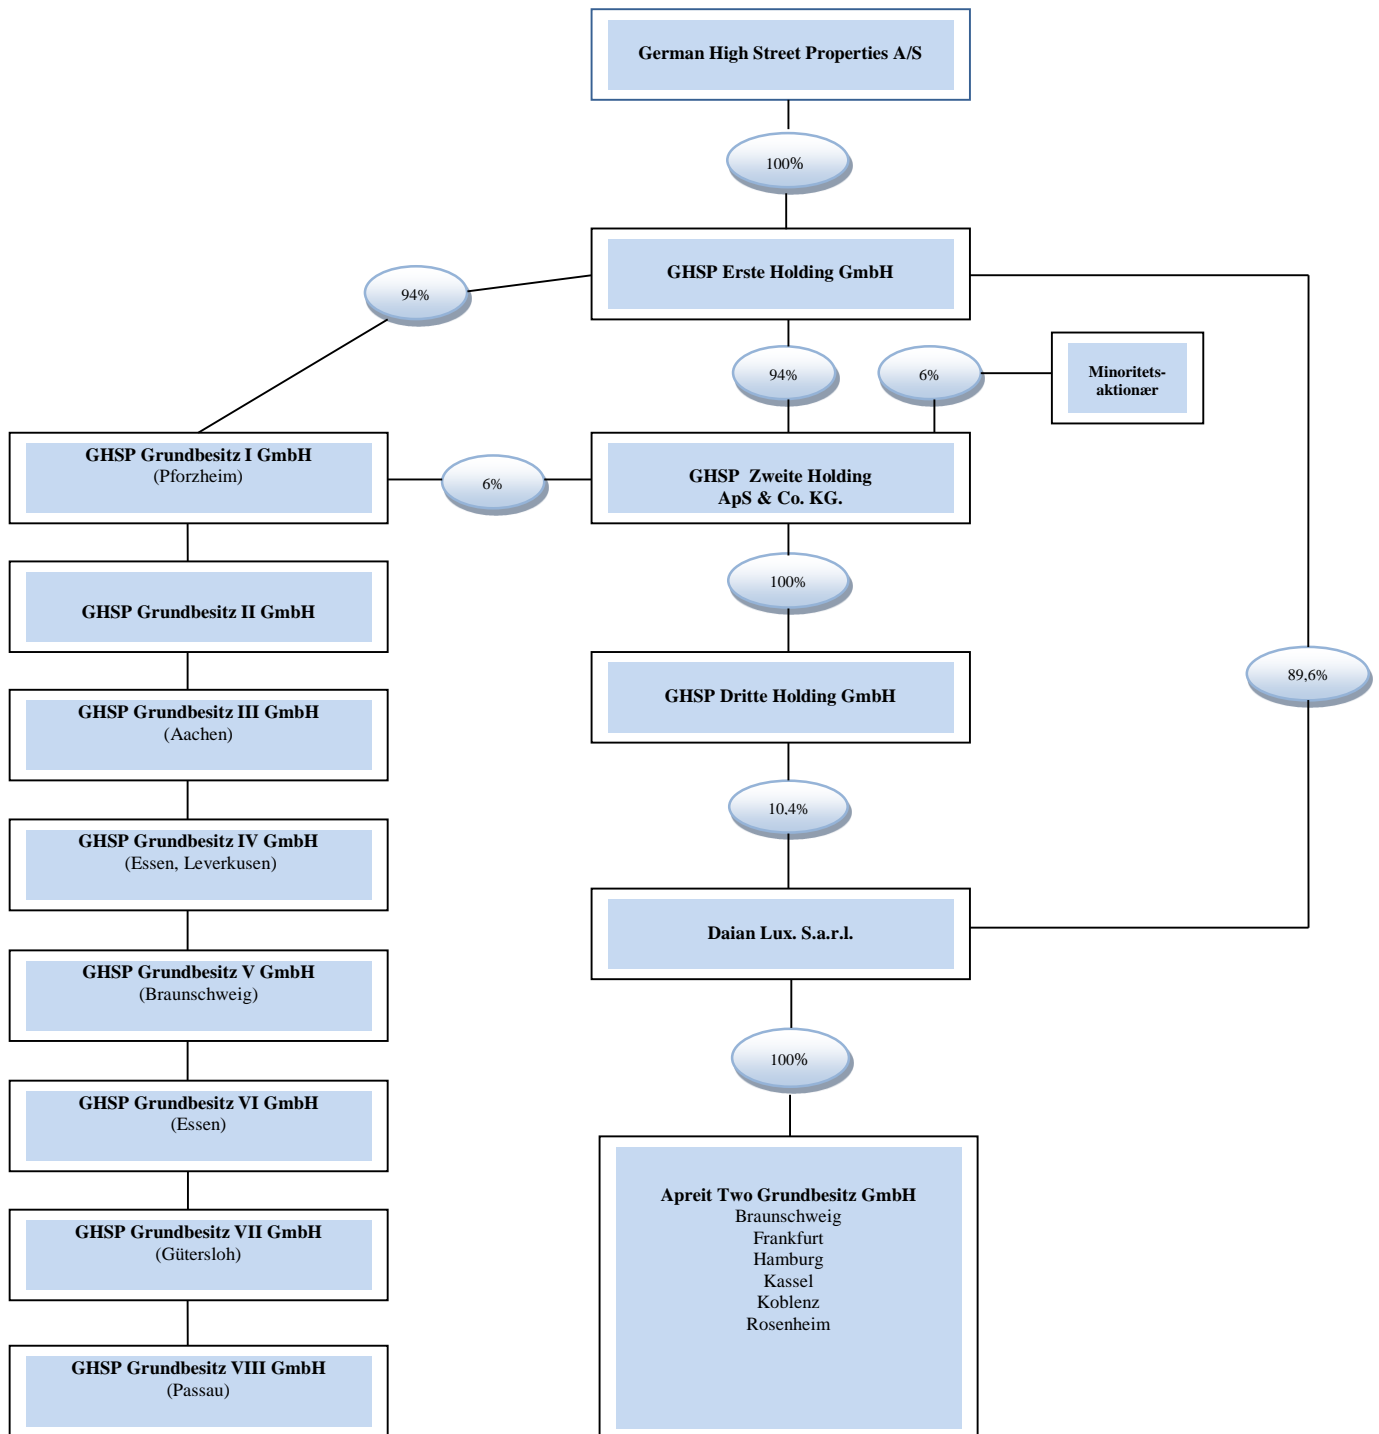 German High Street Properties A/S
100%
GHSP Erste Holding GmbH
94%
94%
6%
Minoritets-
aktionær
GHSP Grundbesitz I GmbH
(Pforzheim)
6%
GHSP Zweite Holding
ApS & Co. KG.
100%
GHSP Grundbesitz II GmbH
GHSP Dritte Holding GmbH
89,6%
GHSP Grundbesitz III GmbH
(Aachen)
10,4%
GHSP Grundbesitz IV GmbH
(Essen, Leverkusen)
Daian Lux. S.a.r.l.
GHSP Grundbesitz V GmbH
(Braunschweig)
100%
GHSP Grundbesitz VI GmbH
(Essen)
Apreit Two Grundbesitz GmbH
Braunschweig
Frankfurt
Hamburg
Kassel
Koblenz
Rosenheim
GHSP Grundbesitz VII GmbH
(Gütersloh)
GHSP Grundbesitz VIII GmbH
(Passau)